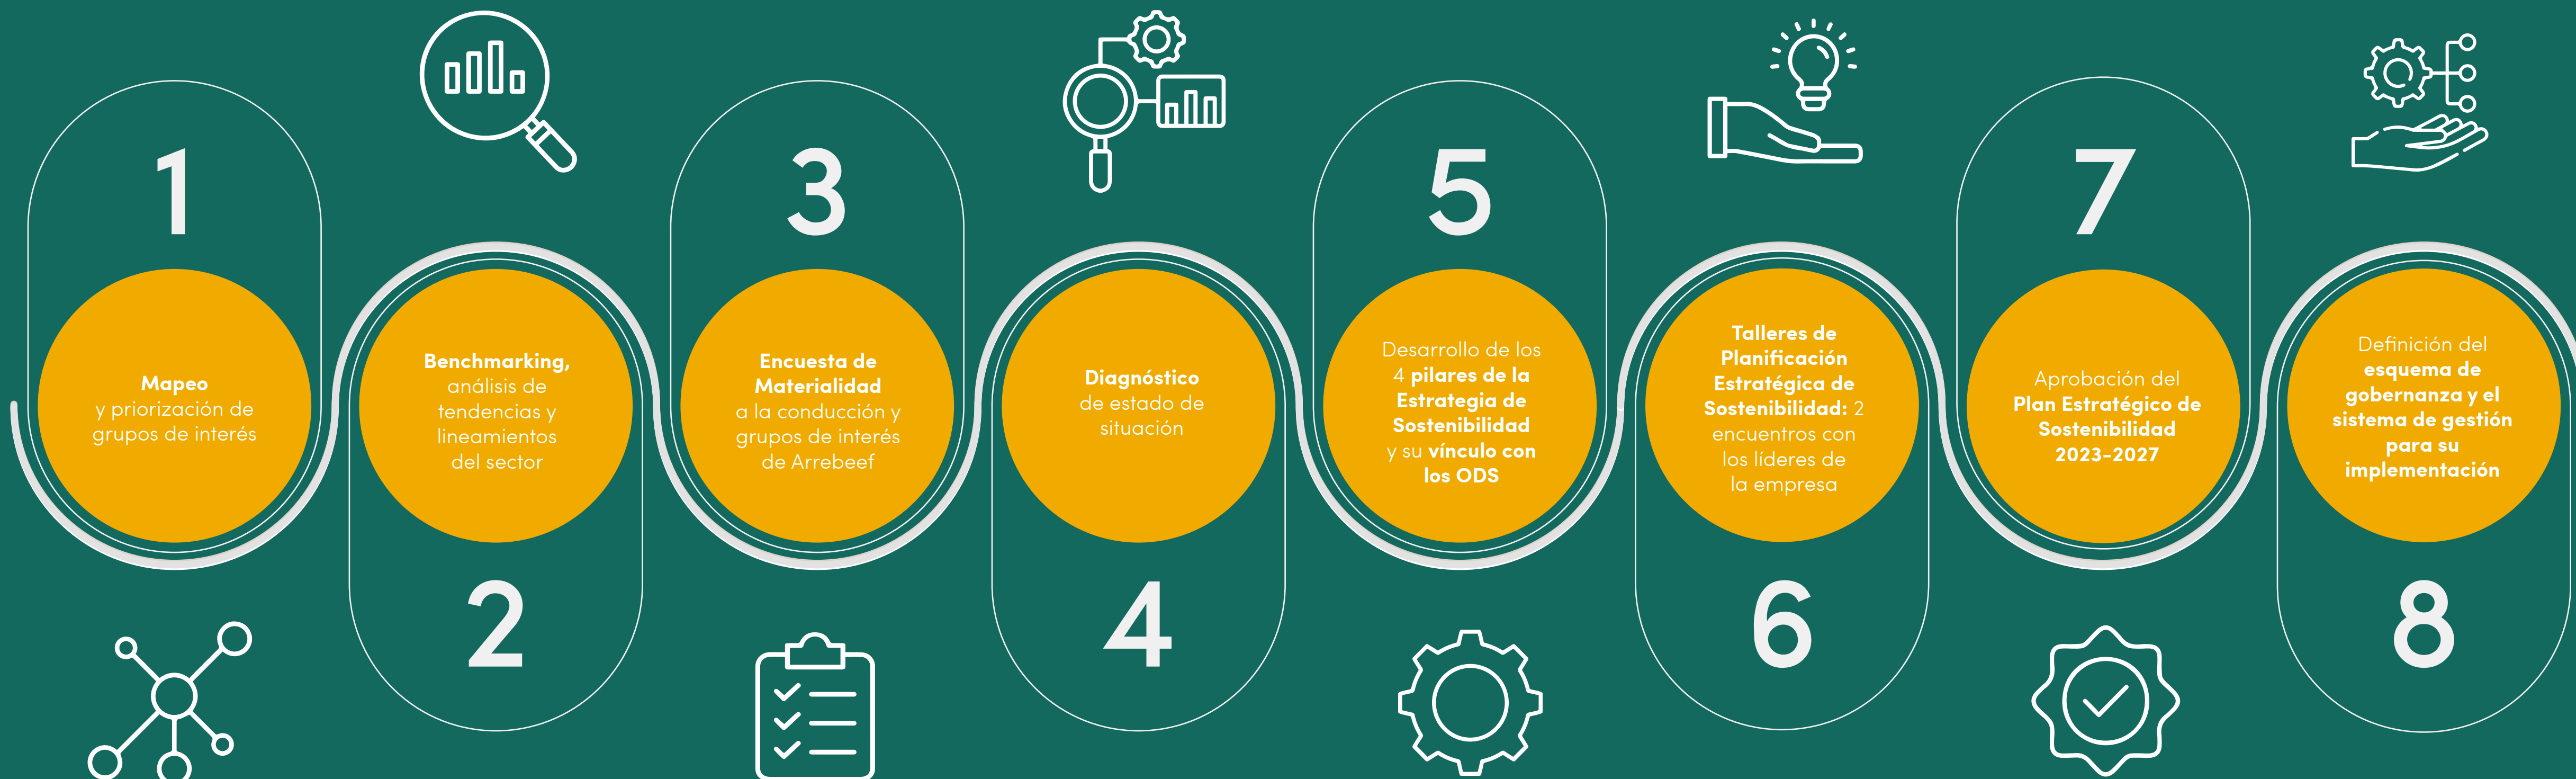 1
Mapeo
y priorización de
grupos de interés
2
Benchmarking,
análisis de
tendencias y
lineamientos
del sector
3
Encuesta de
Materialidad
a la conducción y
grupos de interés
de Arrebeef
4
Diagnóstico
de estado de
situación
5
Desarrollo de los
4 pilares de la
Estrategia de
Sostenibilidad
y su vínculo con
los ODS
6
Talleres de
Planificación
Estratégica de
Sostenibilidad: 2
encuentros con
los líderes de
la empresa
7
Aprobación del
Plan Estratégico de
Sostenibilidad
2023-2027
8
Definición del
esquema de
gobernanza y el
sistema de gestión
para su
implementación